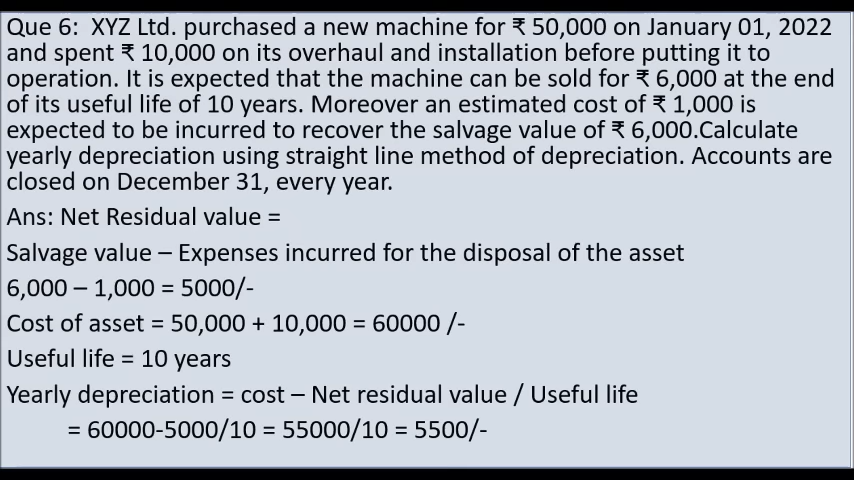 Que 6:  XYZ Ltd. purchased a new machine for ₹ 50,000 on January 01, 2022
and spent ₹ 10,000 on its overhaul and installation before putting it to
operation. It is expected that the machine can be sold for ₹ 6,000 at the end
of its useful life of 10 years. Moreover an estimated cost of ₹ 1,000 is
expected to be incurred to recover the salvage value of ₹ 6,000.Calculate
yearly depreciation using straight line method of depreciation. Accounts are
closed on December 31, every year.
Ans: Net Residual value =
Salvage value – Expenses incurred for the disposal of the asset
6,000 – 1,000 = 5000/-
Cost of asset = 50,000 + 10,000 = 60000 /-
Useful life = 10 years
Yearly depreciation = cost – Net residual value / Useful life
= 60000-5000/10 = 55000/10 = 5500/-